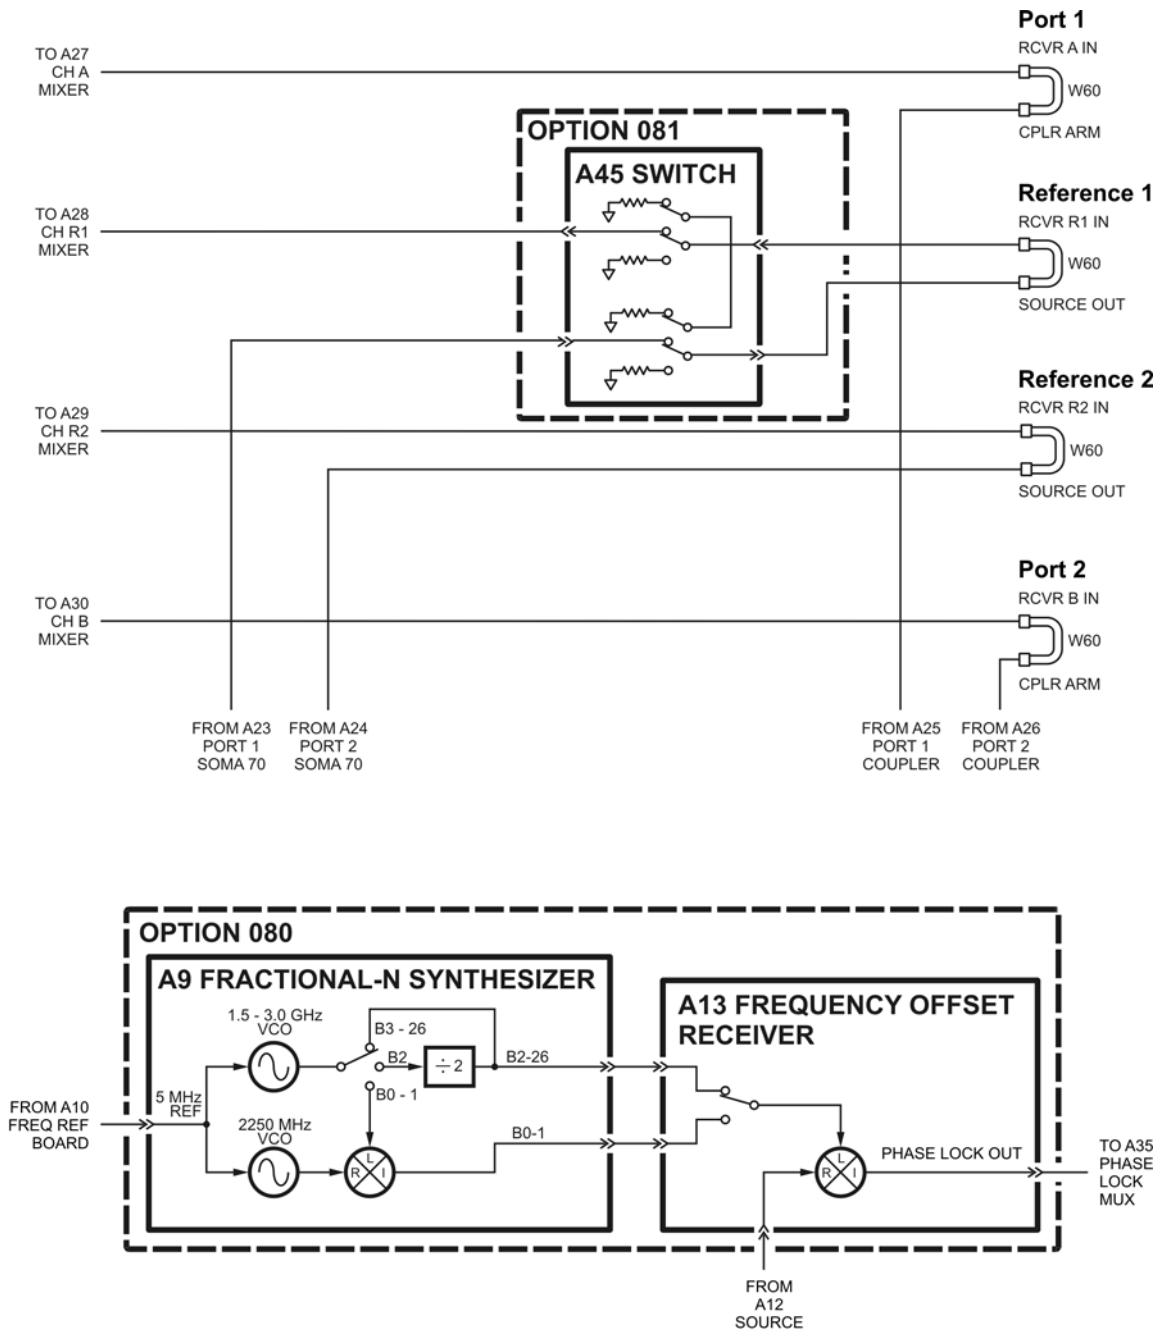 Port 1
RCVR A IN
TO A27
CH A
MIXER
W60
CPLR ARM
OPTION 081
A45 SWITCH
Reference 1
RCVR R1 IN
TO A28
CH R1
MIXER
W60
SOURCE OUT
Reference 2
RCVR R2 IN
TO A29
CH R2
MIXER
W60
SOURCE OUT
Port 2
RCVR B IN
TO A30
CH B
MIXER
W60
CPLR ARM
FROM A23
PORT 1
SOMA 70
FROM A24
PORT 2
SOMA 70
FROM A25
PORT 1
COUPLER
FROM A26
PORT 2
COUPLER
OPTION 080
A9 FRACTIONAL-N SYNTHESIZER
1.5 - 3.0 GHz
VCO
B3 - 26
B2
÷ 2
B2-26
B0 - 1
5 MHz
REF
FROM A10
FREQ REF
BOARD
2250 MHz
VCO
L
R
I
B0-1
A13 FREQUENCY OFFSET
RECEIVER
L
R
I
PHASE LOCK OUT
TO A35
PHASE
LOCK
MUX
FROM
A12
SOURCE